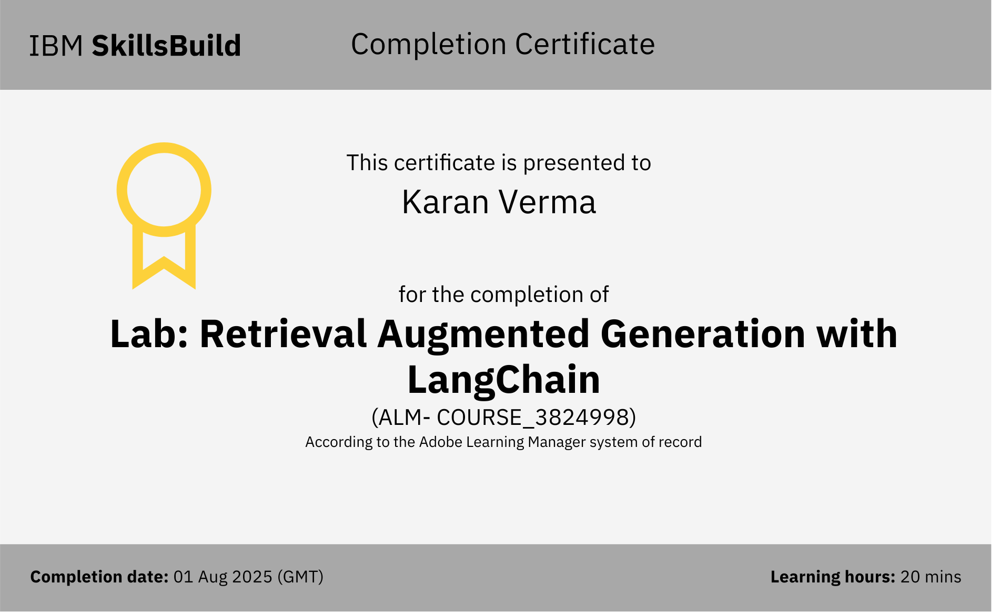 IBM SkillsBuild
Completion Certificate
This certificate is presented to
Karan Verma
for the completion of
Lab: Retrieval Augmented Generation with
LangChain
(ALM- COURSE_3824998)
According to the Adobe Learning Manager system of record
Completion date: 01 Aug 2025 (GMT)
Learning hours: 20 mins